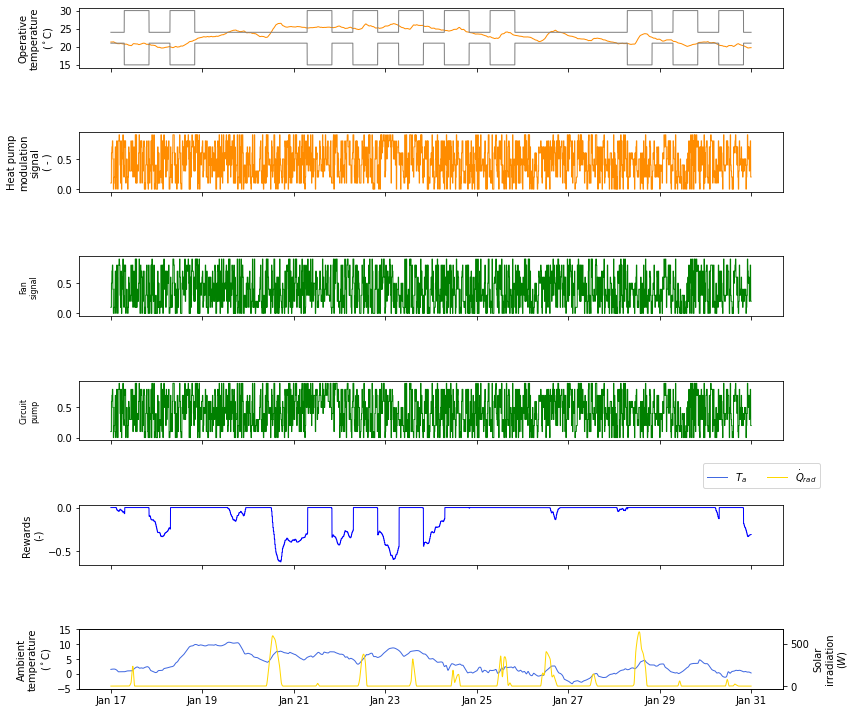 Operative
temperature
(°C)
30
25
20
15
Heat pump
modulation
signal
( - )
0.5
0.0
Fan
signal
0.5
0.0
Circuit
pump
0.5
0.0
T_a
Q̇_rad
Rewards
(-)
0.0
−0.5
Ambient
temperature
(°C)
15
10
5
0
−5
500
0
Solar
irradiation
(W)
Jan 17
Jan 19
Jan 21
Jan 23
Jan 25
Jan 27
Jan 29
Jan 31